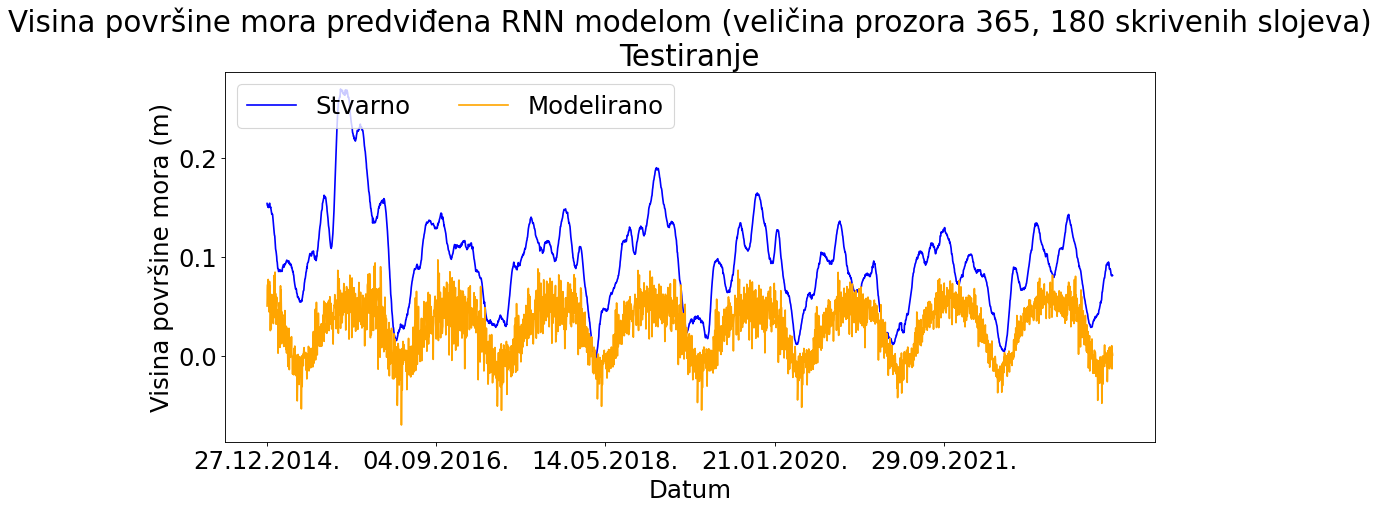 Visina površine mora predviđena RNN modelom (veličina prozora 365, 180 skrivenih slojeva)
Testiranje
Stvarno Modelirano
Visina površine mora (m)
0.2
0.1
0.0
27.12.2014. 04.09.2016. 14.05.2018. 21.01.2020. 29.09.2021.
Datum